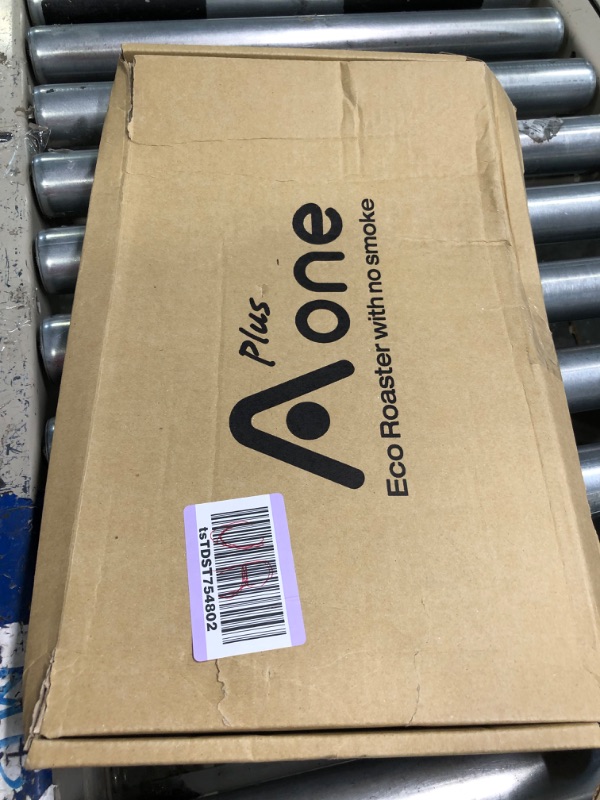 Plus
A one
Eco Roaster with no smoke
tsTDST754802